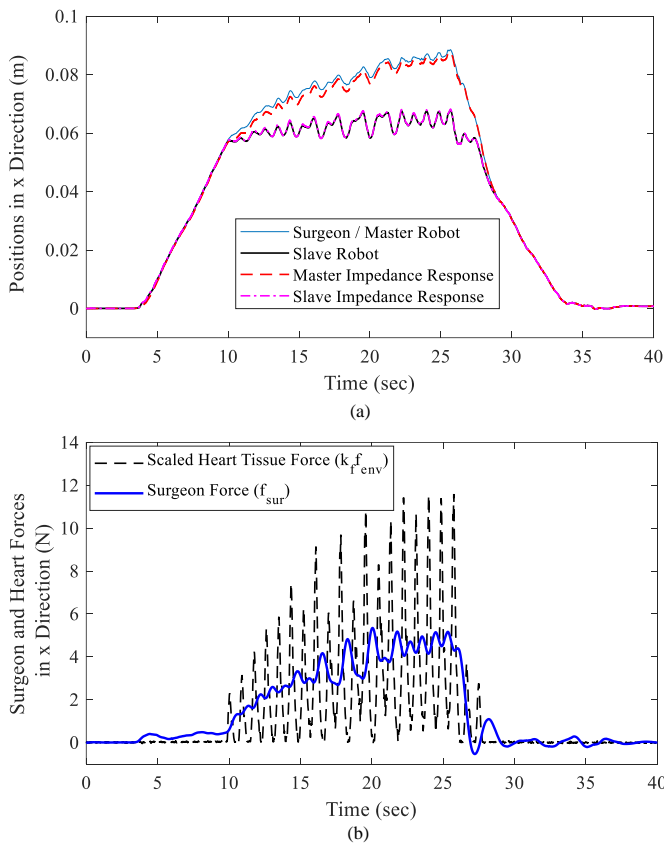 0.1
0.08
0.06
0.04
0.02
0
Positions in x Direction (m)
Surgeon / Master Robot
Slave Robot
Master Impedance Response
Slave Impedance Response
0 5 10 15 20 25 30 35 40
Time (sec)
(a)
14
12
10
8
6
4
2
0
Surgeon and Heart Forces
in x Direction (N)
Scaled Heart Tissue Force (k_f f_env)
Surgeon Force (f_sur)
0 5 10 15 20 25 30 35 40
Time (sec)
(b)